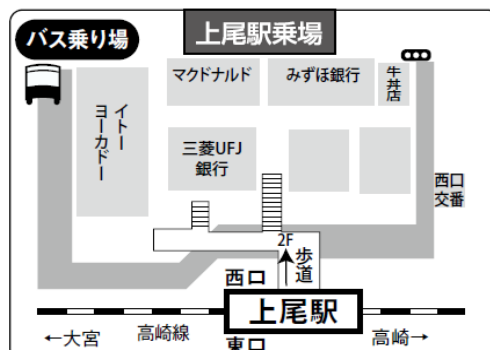 バス乗り場
上尾駅乗場
マクドナルド
みずほ銀行
牛丼店
イトー
ヨーカドー
三菱UFJ
銀行
西口
交番
2F
歩道
西口
上尾駅
←大宮
高崎線
東口
高崎→